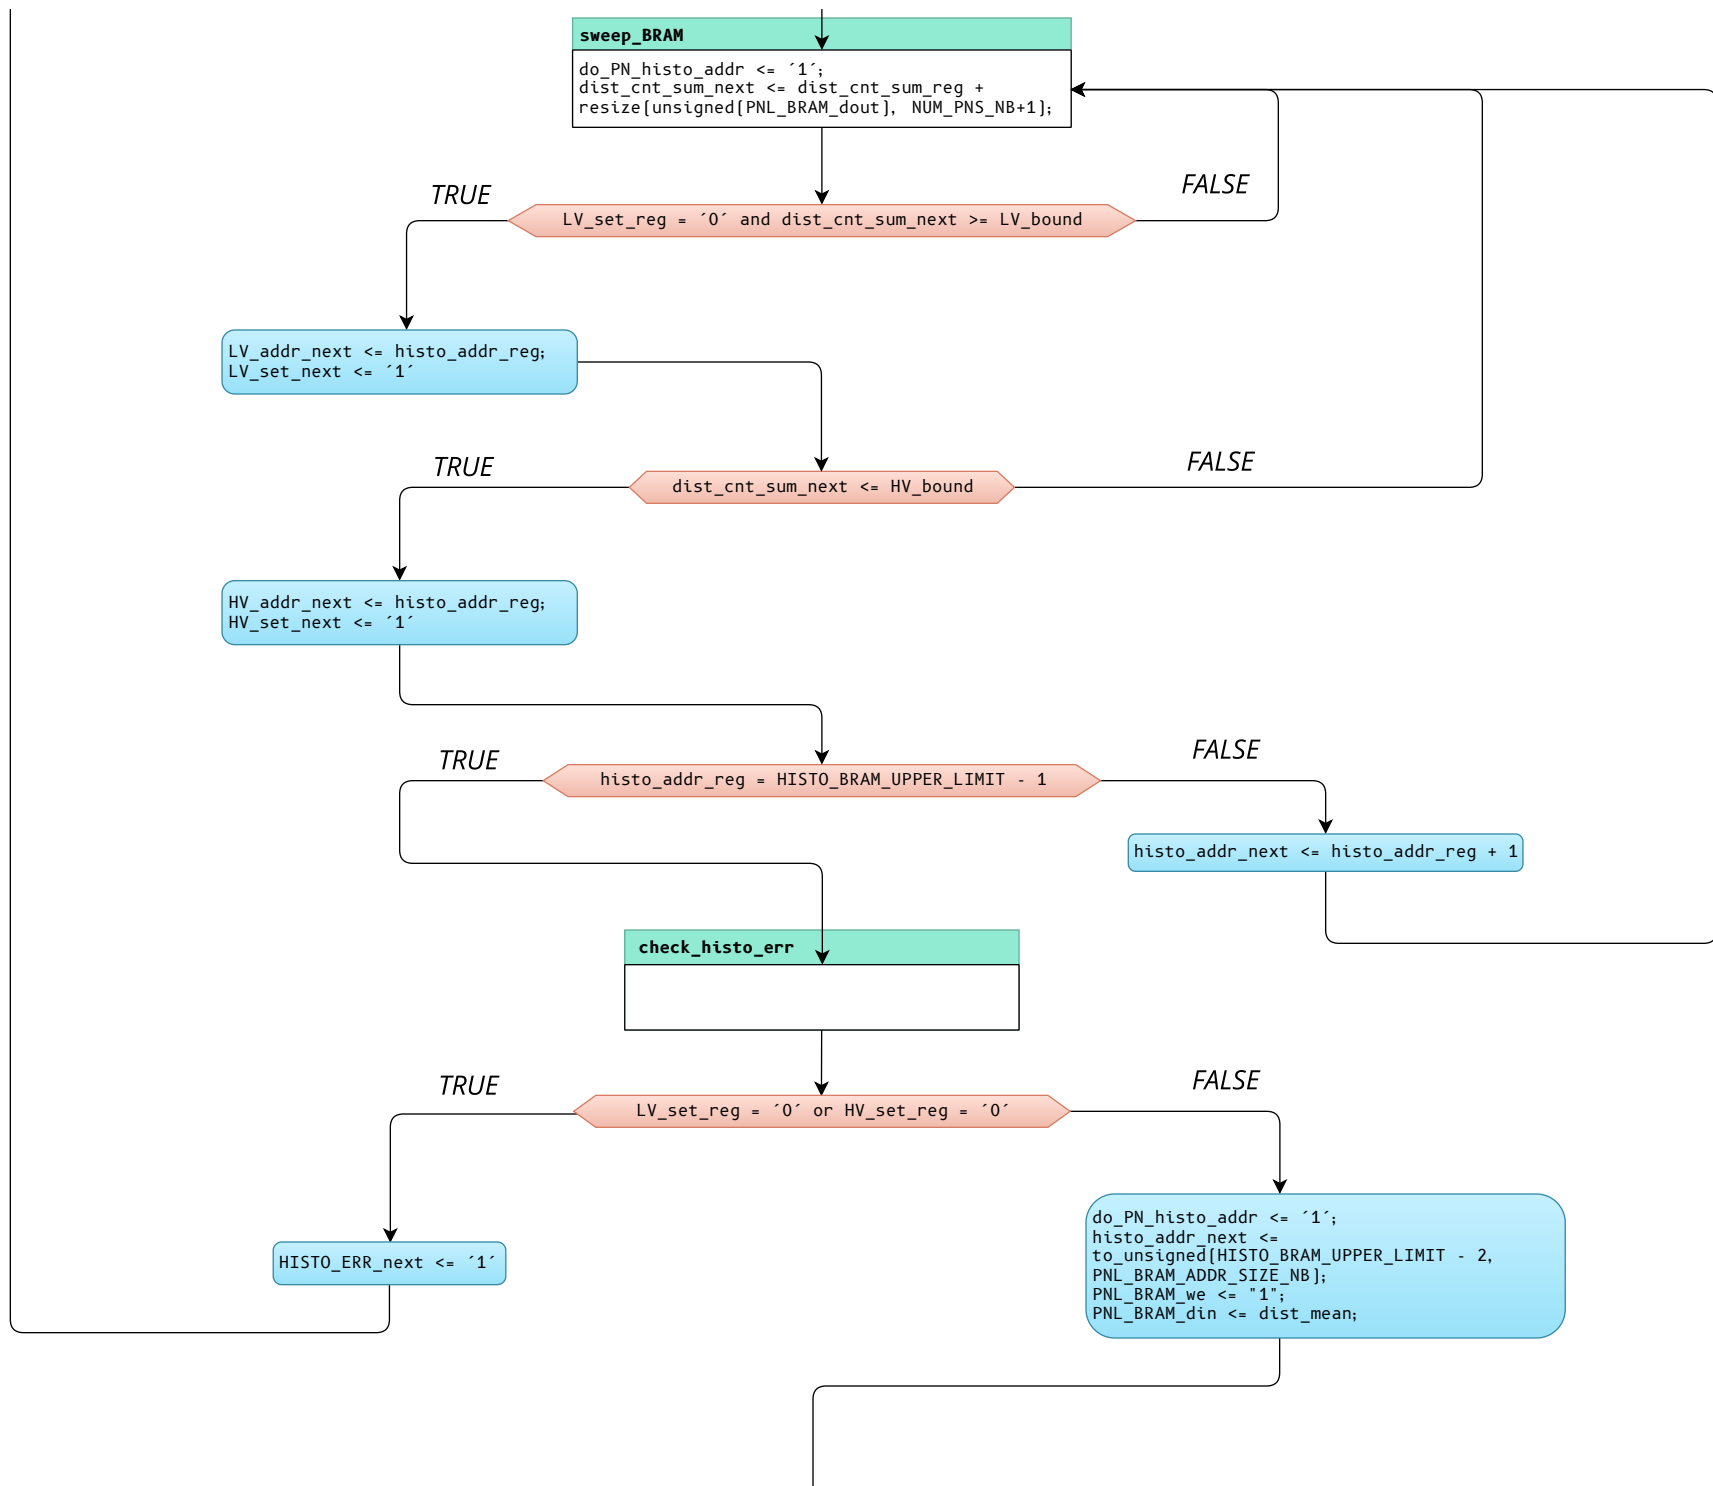 sweep_BRAM
do_PN_histo_addr <= ´1´;
dist_cnt_sum_next <= dist_cnt_sum_reg +
resize(unsigned(PNL_BRAM_dout), NUM_PNS_NB+1);
TRUE
FALSE
LV_set_reg = ´0´ and dist_cnt_sum_next >= LV_bound
LV_addr_next <= histo_addr_reg;
LV_set_next <= ´1´
TRUE
FALSE
dist_cnt_sum_next <= HV_bound
HV_addr_next <= histo_addr_reg;
HV_set_next <= ´1´
TRUE
FALSE
histo_addr_reg = HISTO_BRAM_UPPER_LIMIT - 1
histo_addr_next <= histo_addr_reg + 1
check_histo_err
TRUE
FALSE
LV_set_reg = ´0´ or HV_set_reg = ´0´
HISTO_ERR_next <= ´1´
do_PN_histo_addr <= ´1´;
histo_addr_next <=
to_unsigned(HISTO_BRAM_UPPER_LIMIT - 2,
PNL_BRAM_ADDR_SIZE_NB);
PNL_BRAM_we <= "1";
PNL_BRAM_din <= dist_mean;